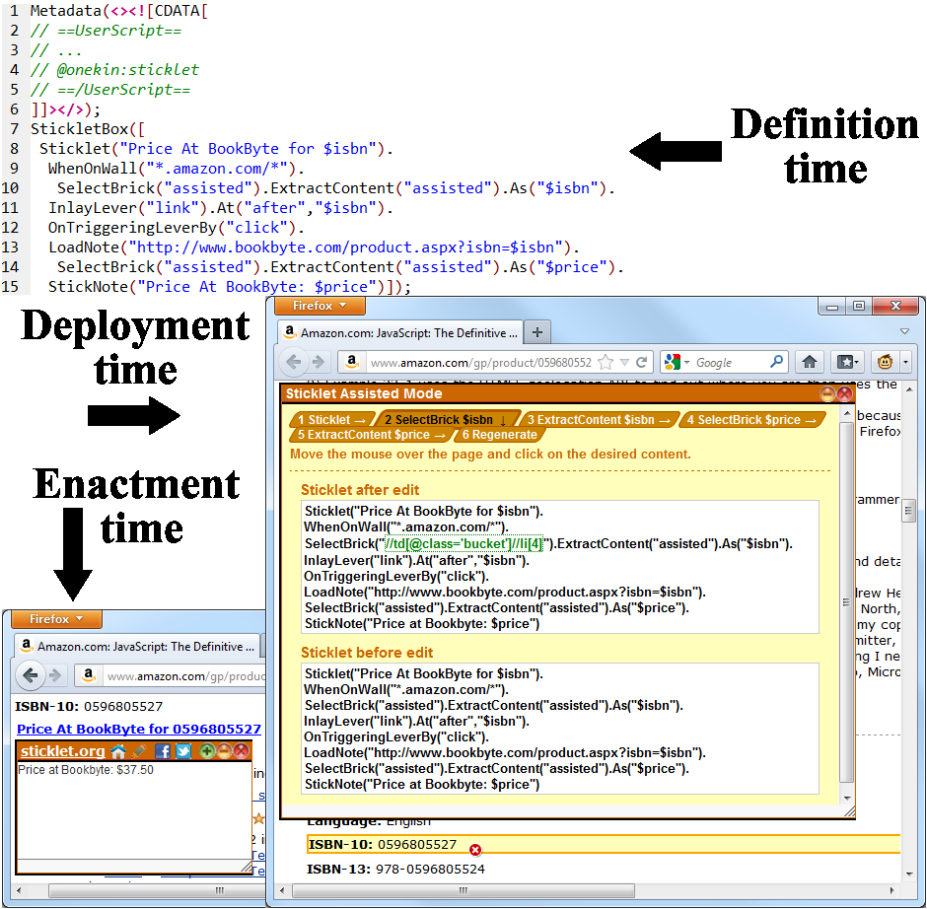 1 Metadata(<><![CDATA[
2 // ==UserScript==
3 // ...
4 // @onekin:sticklet
5 // ==/UserScript==
6 ]]></>);
7 StickletBox([
8 Sticklet("Price At BookByte for $isbn").
9 WhenOnWall("*.amazon.com/*").
10 SelectBrick("assisted").ExtractContent("assisted").As("$isbn").
11 InlayLever("link").At("after","$isbn").
12 OnTriggeringLeverBy("click").
13 LoadNote("http://www.bookbyte.com/product.aspx?isbn=$isbn").
14 SelectBrick("assisted").ExtractContent("assisted").As("$price").
15 StickNote("Price At BookByte: $price")]);
Definition
time
Deployment
time
Enactment
time
Firefox
Amazon.com: JavaScript: The Definitive ...
www.amazon.com/gp/product/059680552
Google
Sticklet Assisted Mode
1 Sticklet → 2 SelectBrick $isbn ↓ 3 ExtractContent $isbn → 4 SelectBrick $price →
5 ExtractContent $price → 6 Regenerate
Move the mouse over the page and click on the desired content.
Sticklet after edit
Sticklet("Price At BookByte for $isbn").
WhenOnWall("*.amazon.com/*").
SelectBrick("//td[@class='bucket']//li[4]").ExtractContent("assisted").As("$isbn").
InlayLever("link").At("after","$isbn").
OnTriggeringLeverBy("click").
LoadNote("http://www.bookbyte.com/product.aspx?isbn=$isbn").
SelectBrick("assisted").ExtractContent("assisted").As("$price").
StickNote("Price at Bookbyte: $price")
Sticklet before edit
Sticklet("Price At BookByte for $isbn").
WhenOnWall("*.amazon.com/*").
SelectBrick("assisted").ExtractContent("assisted").As("$isbn").
InlayLever("link").At("after","$isbn").
OnTriggeringLeverBy("click").
LoadNote("http://www.bookbyte.com/product.aspx?isbn=$isbn").
SelectBrick("assisted").ExtractContent("assisted").As("$price").
StickNote("Price at Bookbyte: $price")
Language: English
ISBN-10: 0596805527
ISBN-13: 978-0596805524
Firefox
Amazon.com: JavaScript: The Definitive ...
www.amazon.com/gp/produc
ISBN-10: 0596805527
Price At BookByte for 0596805527
sticklet.org
Price at Bookbyte: $37.50